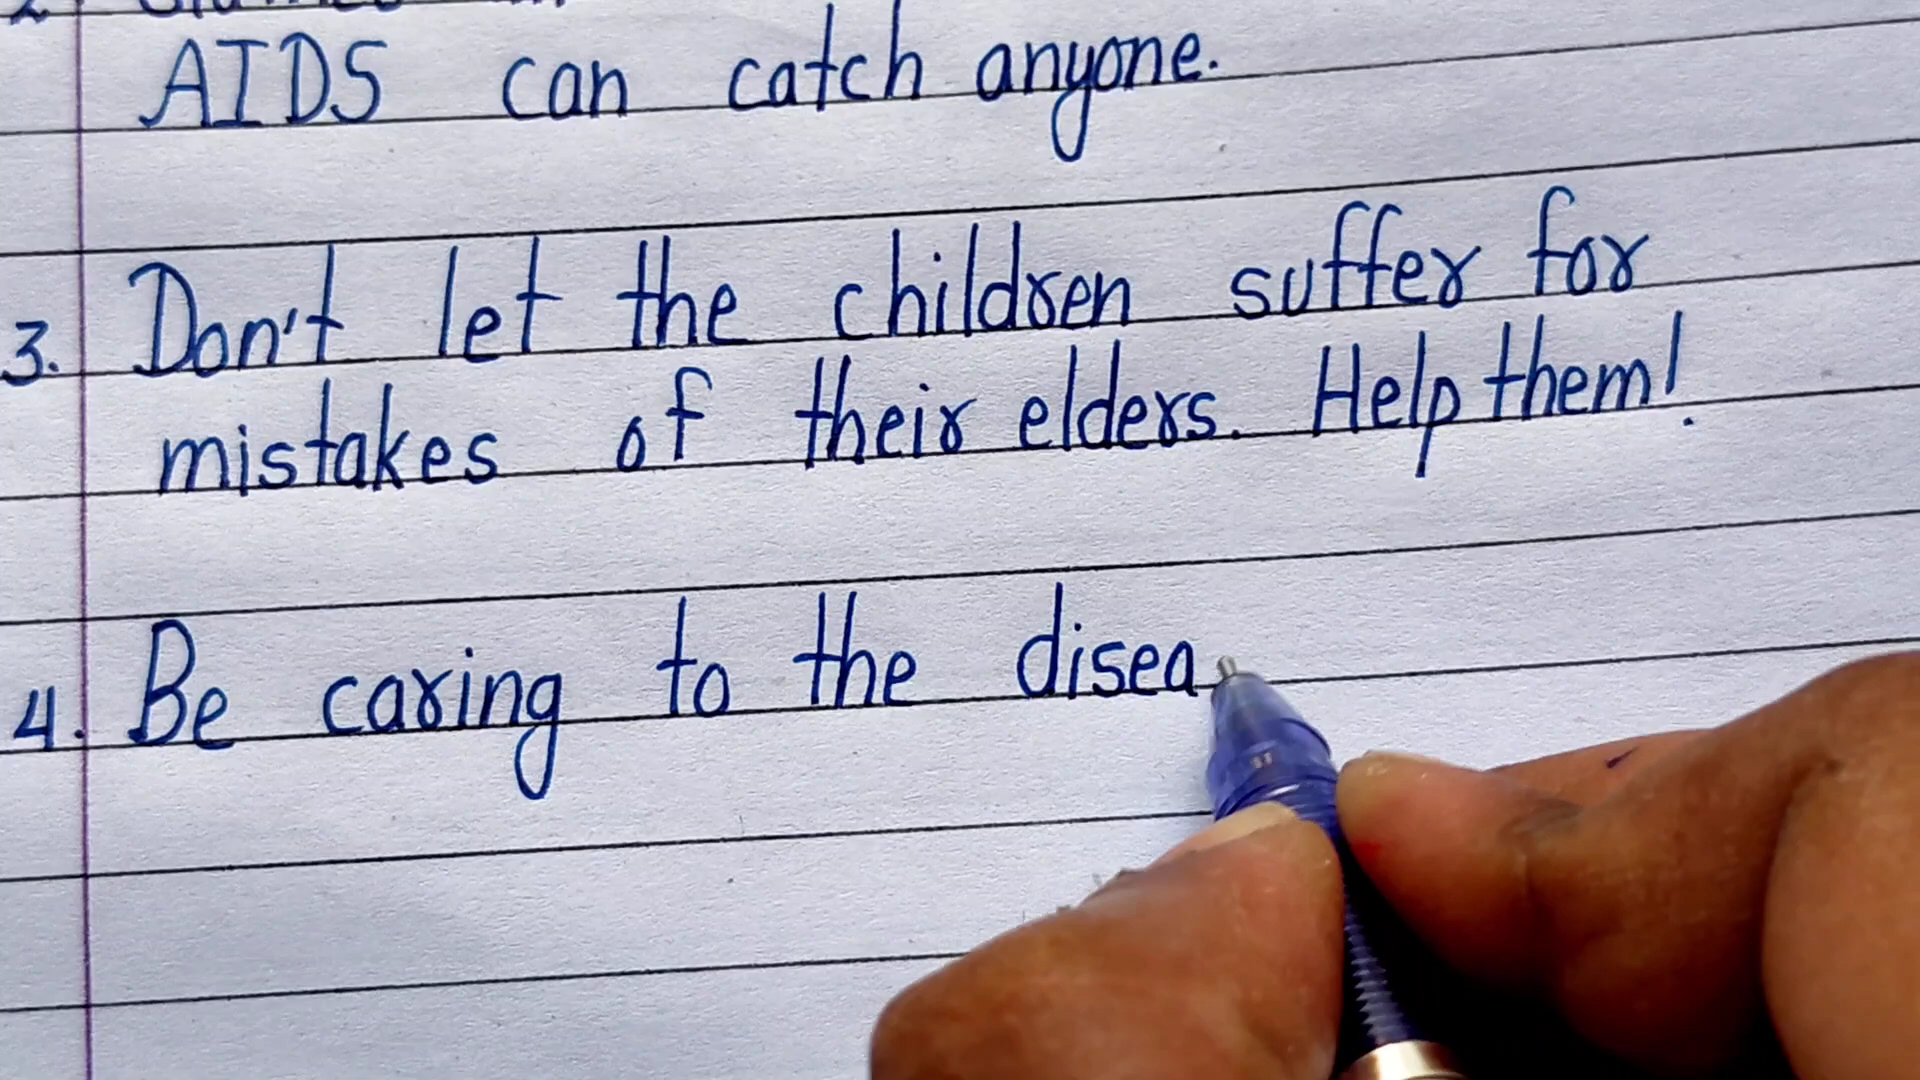 2.
AIDS can catch anyone.
3. Don't let the children suffer for
mistakes of their elders. Help them!
4. Be caring to the disea